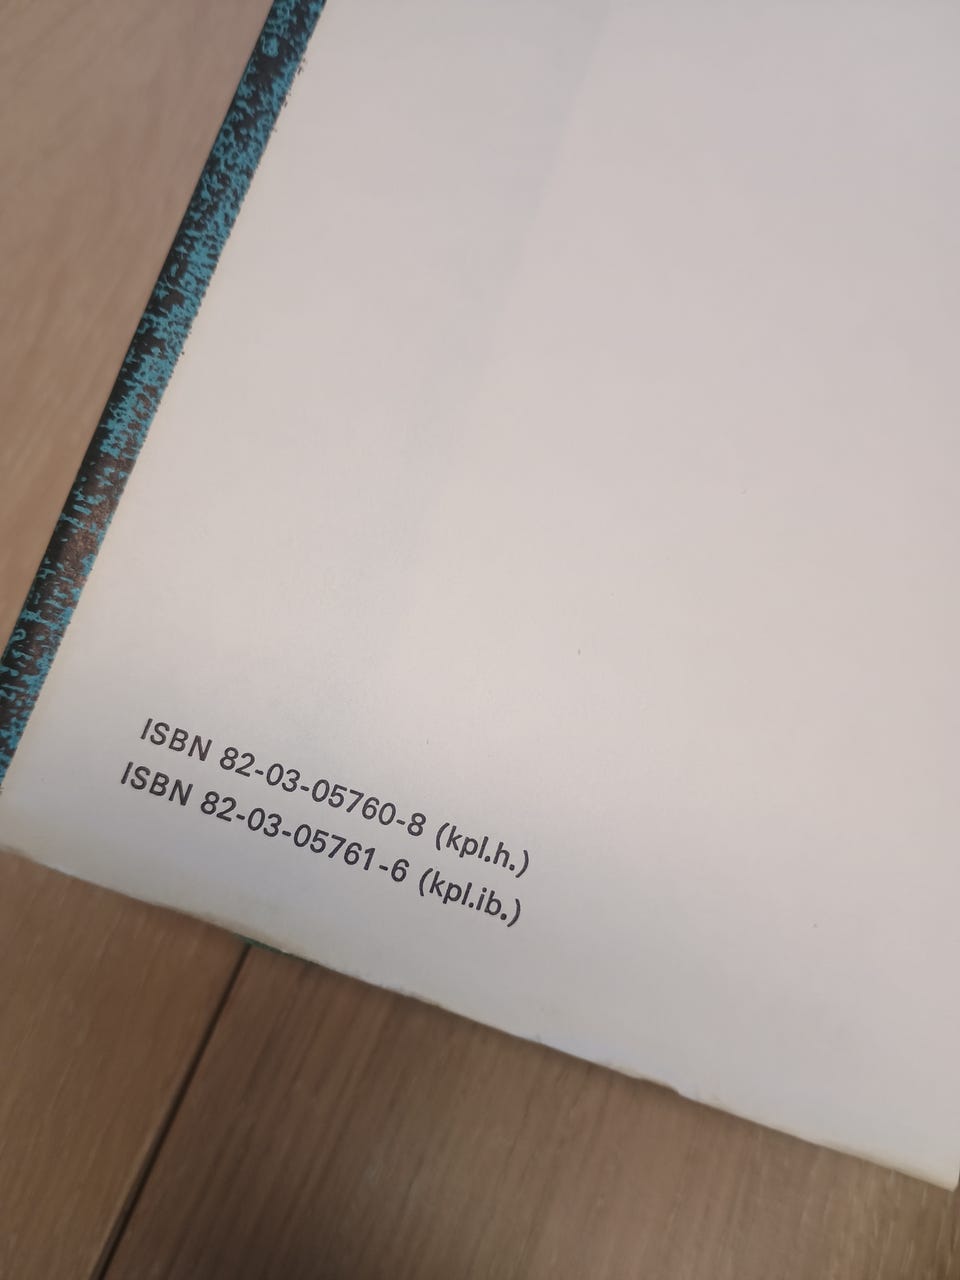 ISBN 82-03-05760-8 (kpl.h.)
ISBN 82-03-05761-6 (kpl.ib.)